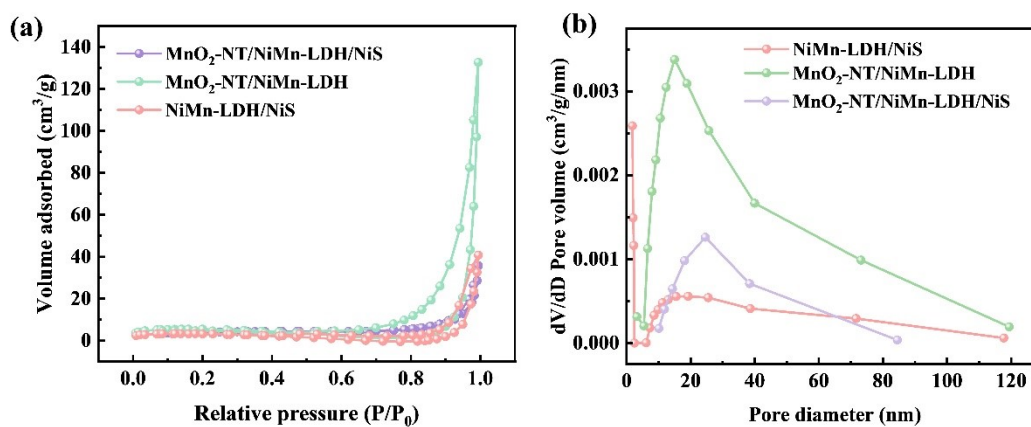 (a)
MnO₂-NT/NiMn-LDH/NiS
MnO₂-NT/NiMn-LDH
NiMn-LDH/NiS
Volume adsorbed (cm³/g)
140
120
100
80
60
40
20
0
0.0 0.2 0.4 0.6 0.8 1.0
Relative pressure (P/P₀)
(b)
NiMn-LDH/NiS
MnO₂-NT/NiMn-LDH
MnO₂-NT/NiMn-LDH/NiS
dV/dD Pore volume (cm³/g/nm)
0.003
0.002
0.001
0.000
0 20 40 60 80 100 120
Pore diameter (nm)